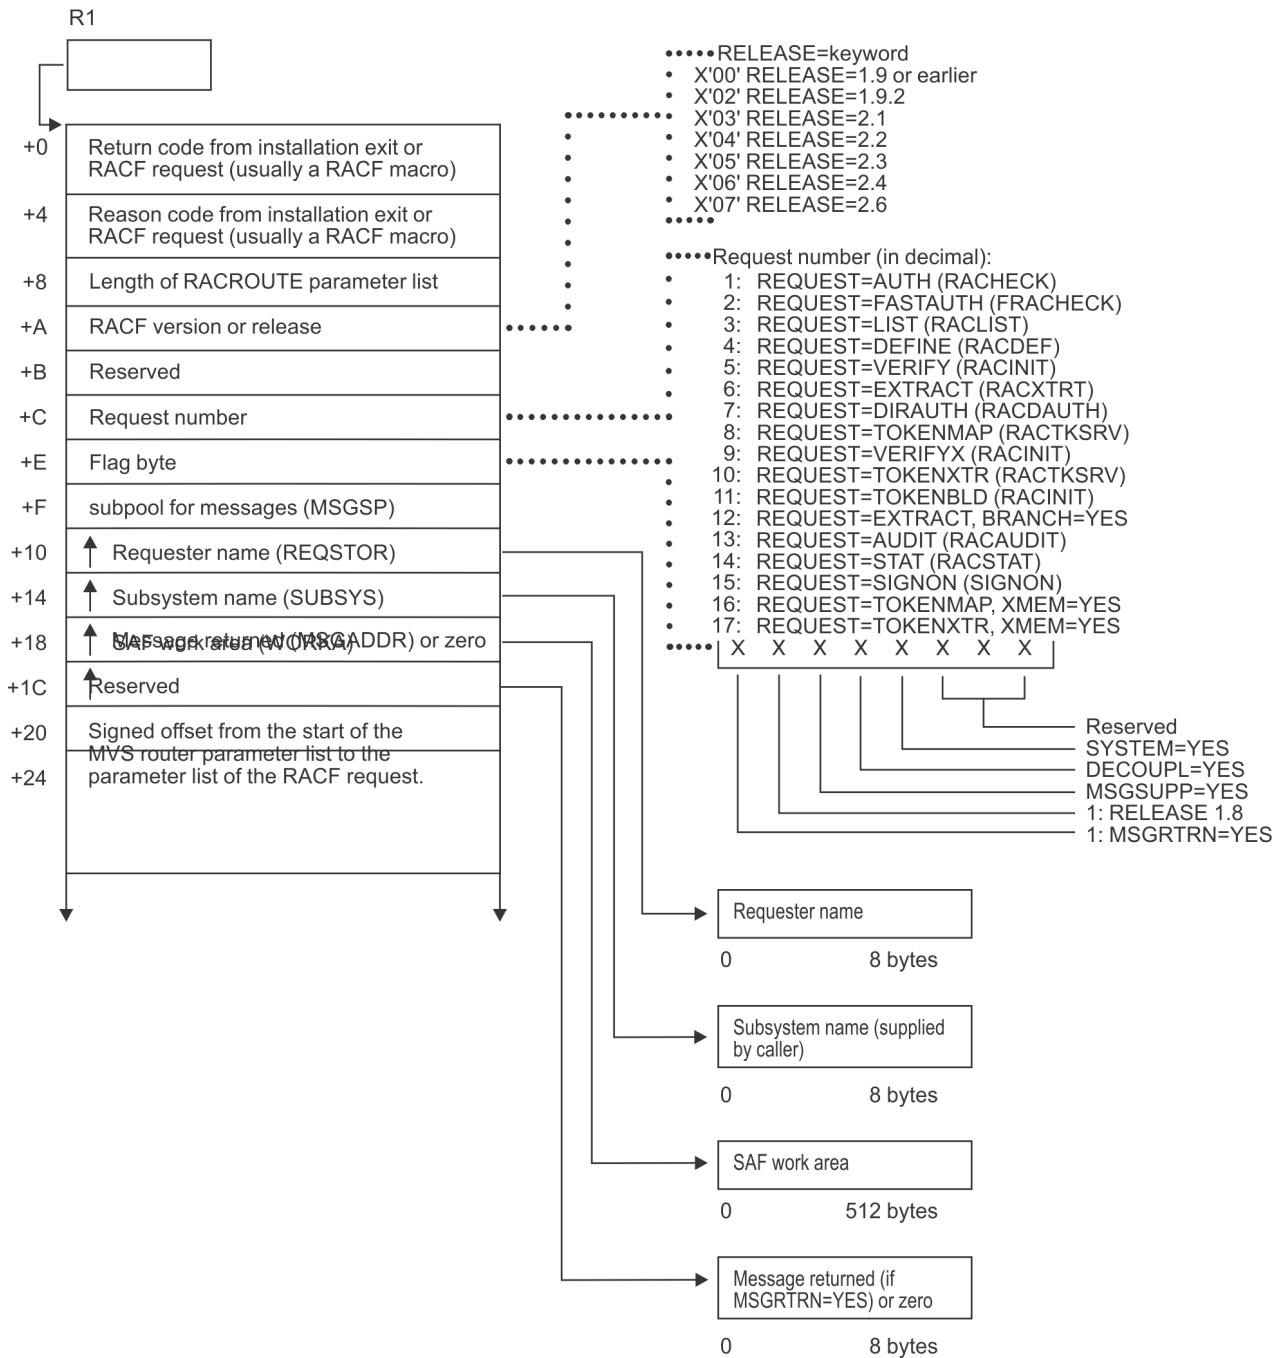 R1
+0
Return code from installation exit or
RACF request (usually a RACF macro)
+4
Reason code from installation exit or
RACF request (usually a RACF macro)
+8
Length of RACROUTE parameter list
+A
RACF version or release
+B
Reserved
+C
Request number
+E
Flag byte
+F
subpool for messages (MSGSP)
+10
Requester name (REQSTOR)
+14
Subsystem name (SUBSYS)
+18
Message returned (MSGADDR) or zero
SAF work area (WORKA)
+1C
Reserved
+20
Signed offset from the start of the
MVS router parameter list to the
+24
parameter list of the RACF request.
RELEASE=keyword
X'00' RELEASE=1.9 or earlier
X'02' RELEASE=1.9.2
X'03' RELEASE=2.1
X'04' RELEASE=2.2
X'05' RELEASE=2.3
X'06' RELEASE=2.4
X'07' RELEASE=2.6
Request number (in decimal):
1: REQUEST=AUTH (RACHECK)
2: REQUEST=FASTAUTH (FRACHECK)
3: REQUEST=LIST (RACLIST)
4: REQUEST=DEFINE (RACDEF)
5: REQUEST=VERIFY (RACINIT)
6: REQUEST=EXTRACT (RACXTRT)
7: REQUEST=DIRAUTH (RACDAUTH)
8: REQUEST=TOKENMAP (RACTKSRV)
9: REQUEST=VERIFYX (RACINIT)
10: REQUEST=TOKENXTR (RACTKSRV)
11: REQUEST=TOKENBLD (RACINIT)
12: REQUEST=EXTRACT, BRANCH=YES
13: REQUEST=AUDIT (RACAUDIT)
14: REQUEST=STAT (RACSTAT)
15: REQUEST=SIGNON (SIGNON)
16: REQUEST=TOKENMAP, XMEM=YES
17: REQUEST=TOKENXTR, XMEM=YES
X X X X X X X X
Reserved
SYSTEM=YES
DECOUPL=YES
MSGSUPP=YES
1: RELEASE 1.8
1: MSGRTRN=YES
Requester name
0 8 bytes
Subsystem name (supplied
by caller)
0 8 bytes
SAF work area
0 512 bytes
Message returned (if
MSGRTRN=YES) or zero
0 8 bytes